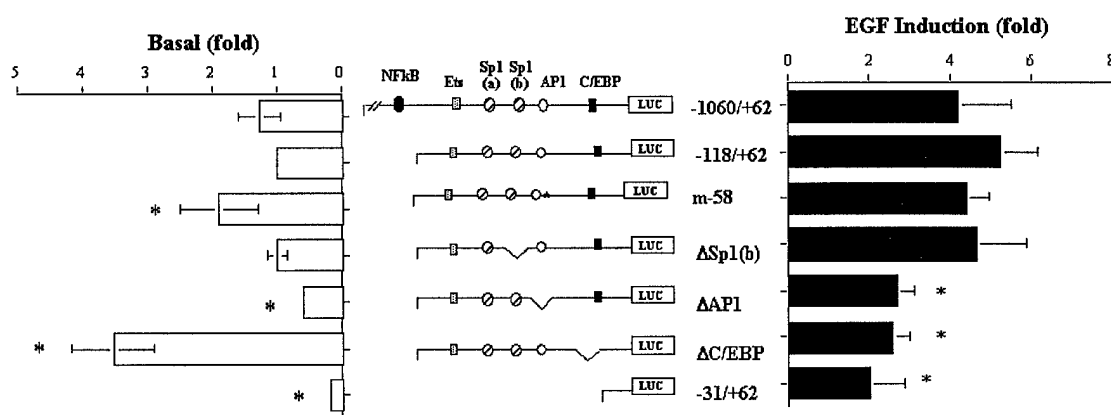 Basal (fold)
EGF Induction (fold)
5 4 3 2 1 0
NFkB Ets Sp1 (a) Sp1 (b) AP1 C/EBP
0 2 4 6 8
LUC -1060/+62
LUC -118/+62
* * LUC m-58
LUC ΔSp1(b)
* LUC ΔAP1 *
* LUC ΔC/EBP *
* LUC -31/+62 *